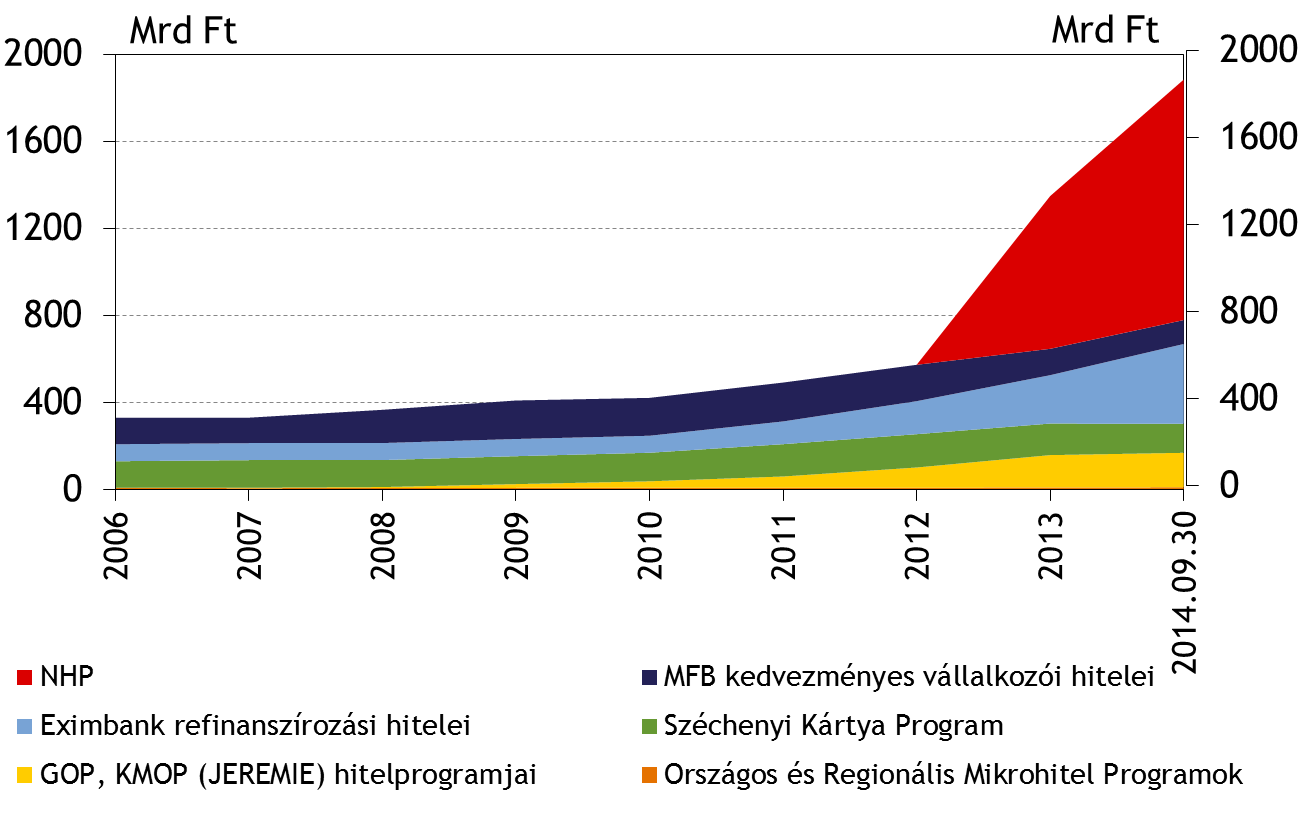 Mrd Ft Mrd Ft
2000 2000
1600 1600
1200 1200
800 800
400 400
0 0
2006 2007 2008 2009 2010 2011 2012 2013 2014.09.30
NHP
MFB kedvezményes vállalkozói hitelei
Eximbank refinanszírozási hitelei
Széchenyi Kártya Program
GOP, KMOP (JEREMIE) hitelprogramjai
Országos és Regionális Mikrohitel Programok